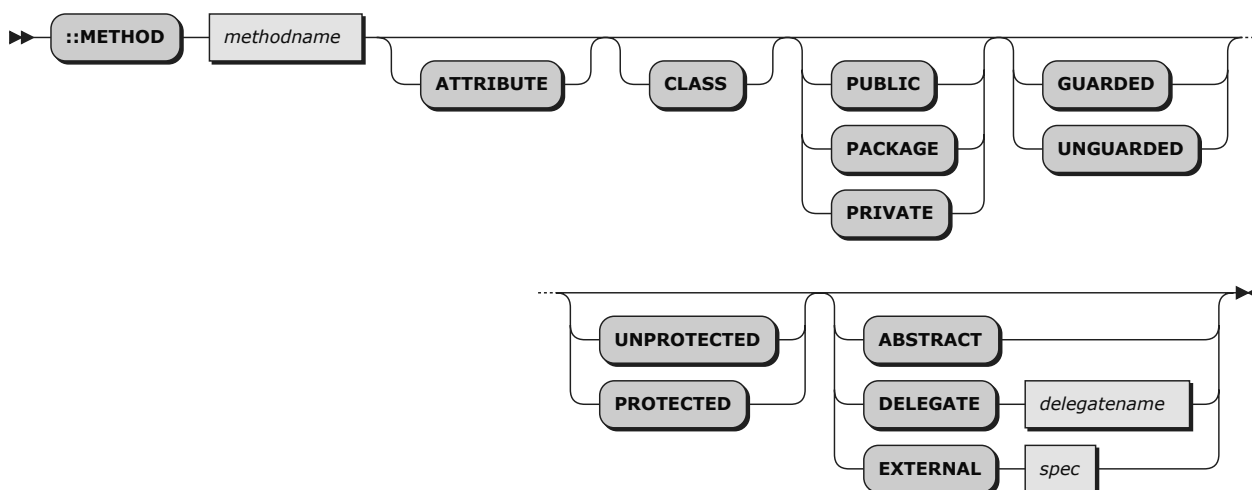 ::METHOD methodname
ATTRIBUTE CLASS PUBLIC GUARDED
PACKAGE UNGUARDED
PRIVATE
UNPROTECTED ABSTRACT
PROTECTED DELEGATE delegatename
EXTERNAL spec